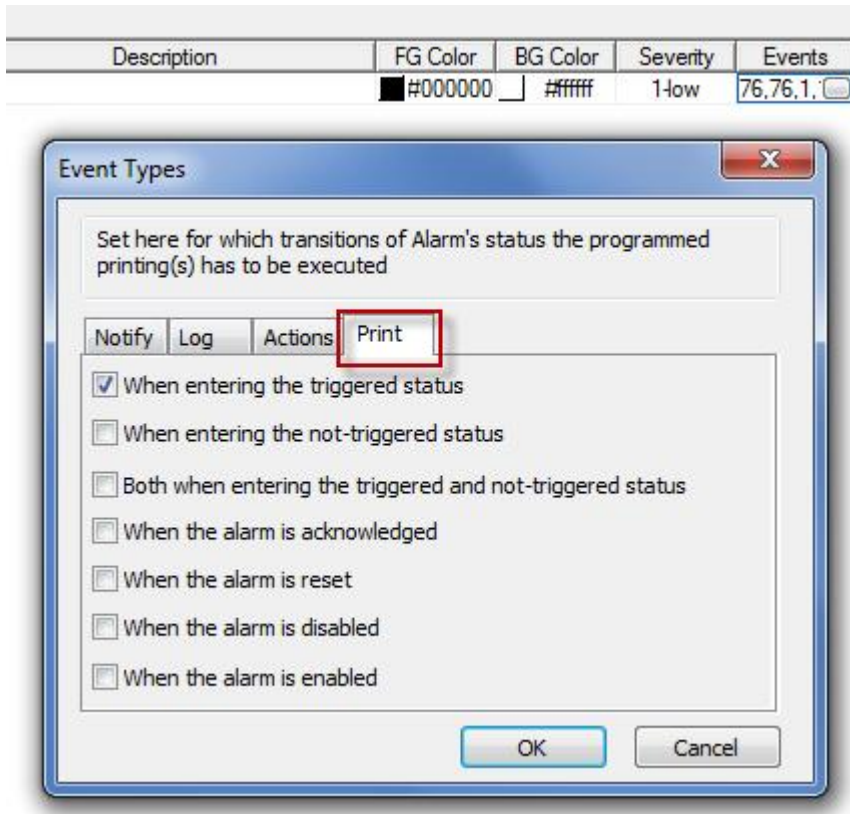 Description FG Color BG Color Severity Events
#000000 #ffffff 1-low 76,76,1,
Event Types
Set here for which transitions of Alarm's status the programmed
printing(s) has to be executed
Notify Log Actions Print
When entering the triggered status
When entering the not-triggered status
Both when entering the triggered and not-triggered status
When the alarm is acknowledged
When the alarm is reset
When the alarm is disabled
When the alarm is enabled
OK Cancel